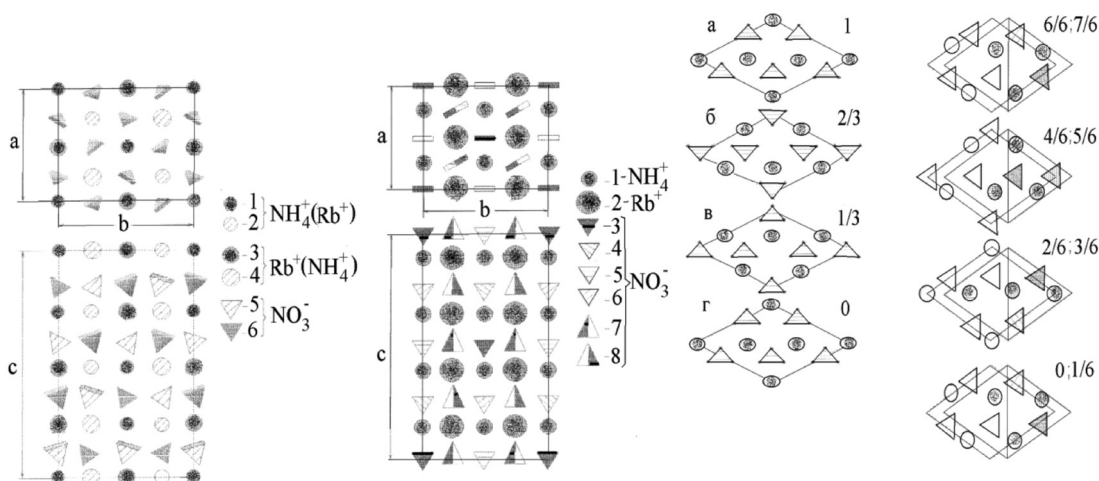 a
b
c
1
2
NH₄⁺(Rb⁺)
3
4
Rb⁺(NH₄⁺)
5
6
NO₃⁻
a
b
c
1-NH₄⁺
2-Rb⁺
3
4
5
6
7
8
NO₃⁻
а 1
б 2/3
в 1/3
г 0
6/6;7/6
4/6;5/6
2/6;3/6
0;1/6